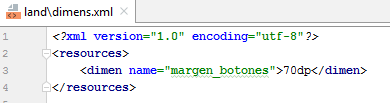 land\dimens.xml
1 <?xml version="1.0" encoding="utf-8"?>
2 <resources>
3 <dimen name="margen_botones">70dp</dimen>
4 </resources>